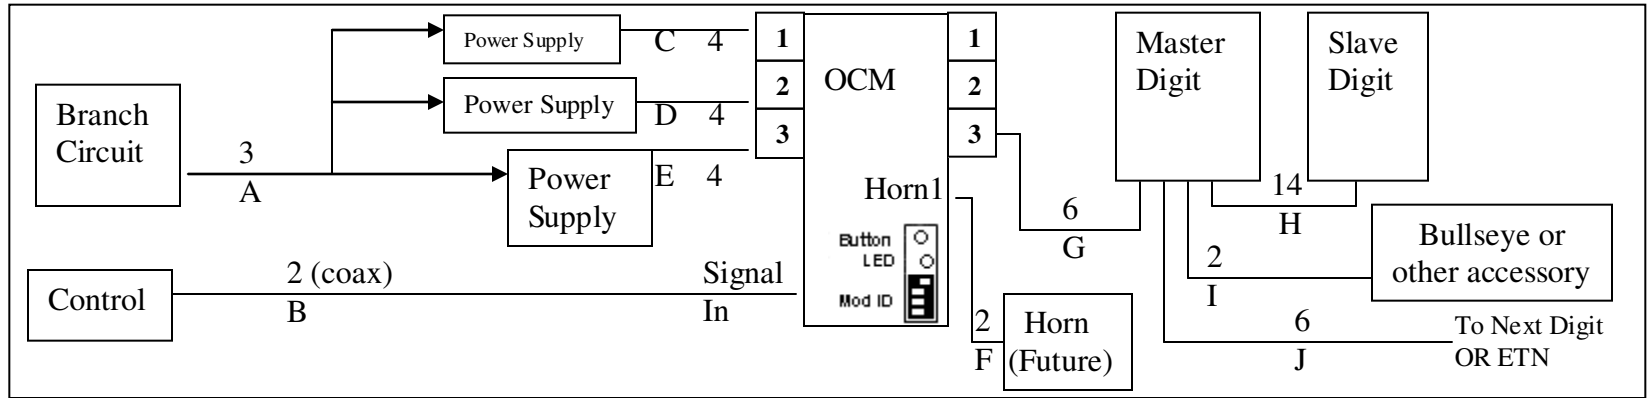 Branch
Circuit
3
A
Power Supply
C 4
Power Supply
D 4
Power
Supply
E 4
Control
2 (coax)
B
Signal
In
1
2
3
OCM
Horn1
Button
LED
Mod ID
1
2
3
2
F
Horn
(Future)
6
G
Master
Digit
Slave
Digit
14
H
2
I
Bullseye or
other accessory
6
J
To Next Digit
OR ETN